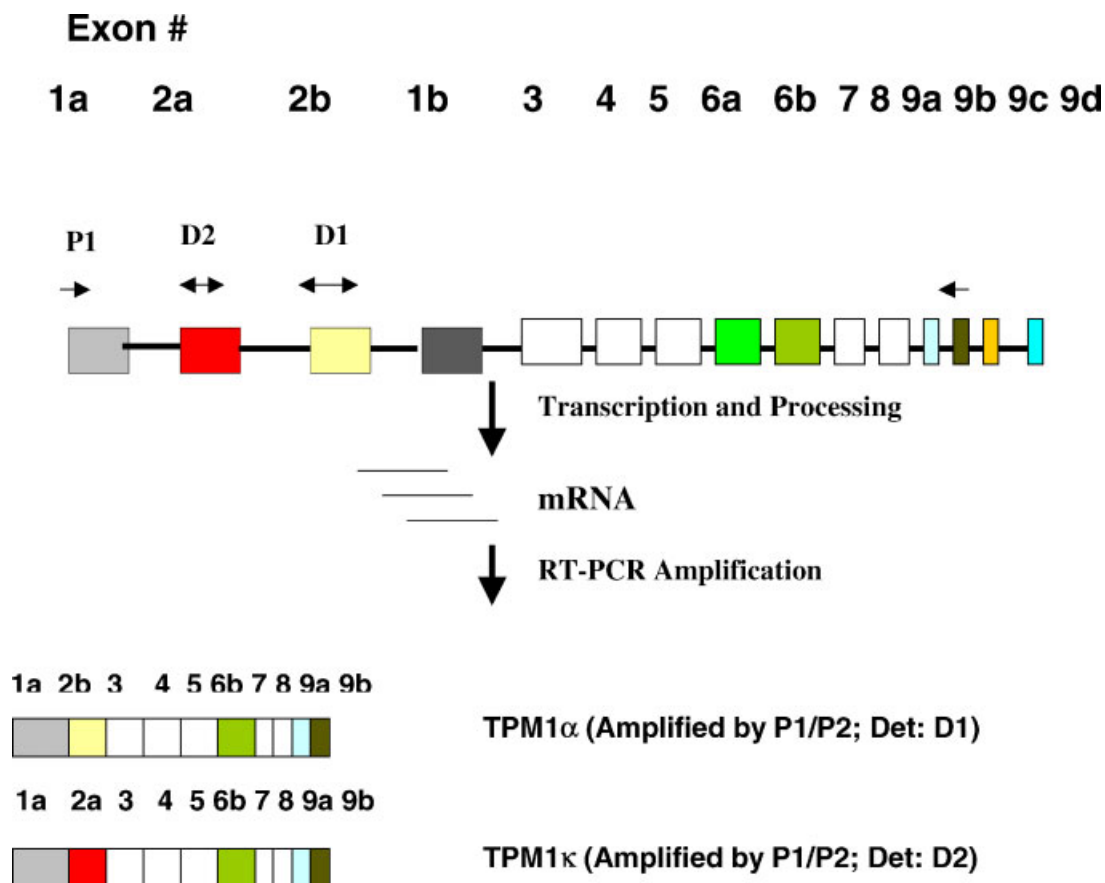 Exon #
1a 2a 2b 1b 3 4 5 6a 6b 7 8 9a 9b 9c 9d
P1 D2 D1
Transcription and Processing
mRNA
RT-PCR Amplification
1a 2b 3 4 5 6b 7 8 9a 9b
TPM1α (Amplified by P1/P2; Det: D1)
1a 2a 3 4 5 6b 7 8 9a 9b
TPM1κ (Amplified by P1/P2; Det: D2)